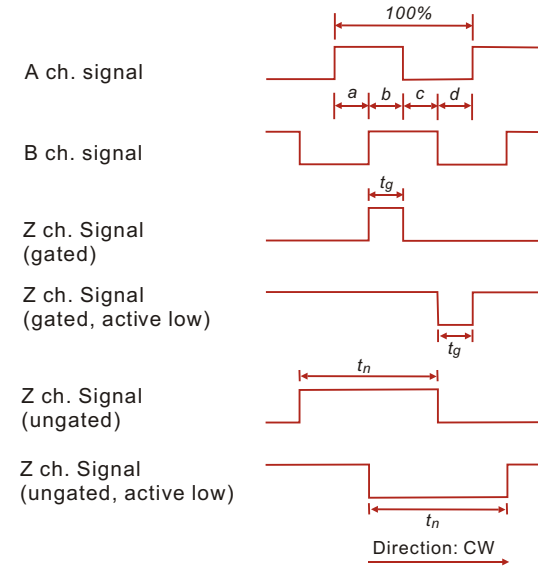 100%
A ch. signal
a b c d
B ch. signal
tg
Z ch. Signal
(gated)
Z ch. Signal
(gated, active low)
tg
tn
Z ch. Signal
(ungated)
Z ch. Signal
(ungated, active low)
tn
Direction: CW